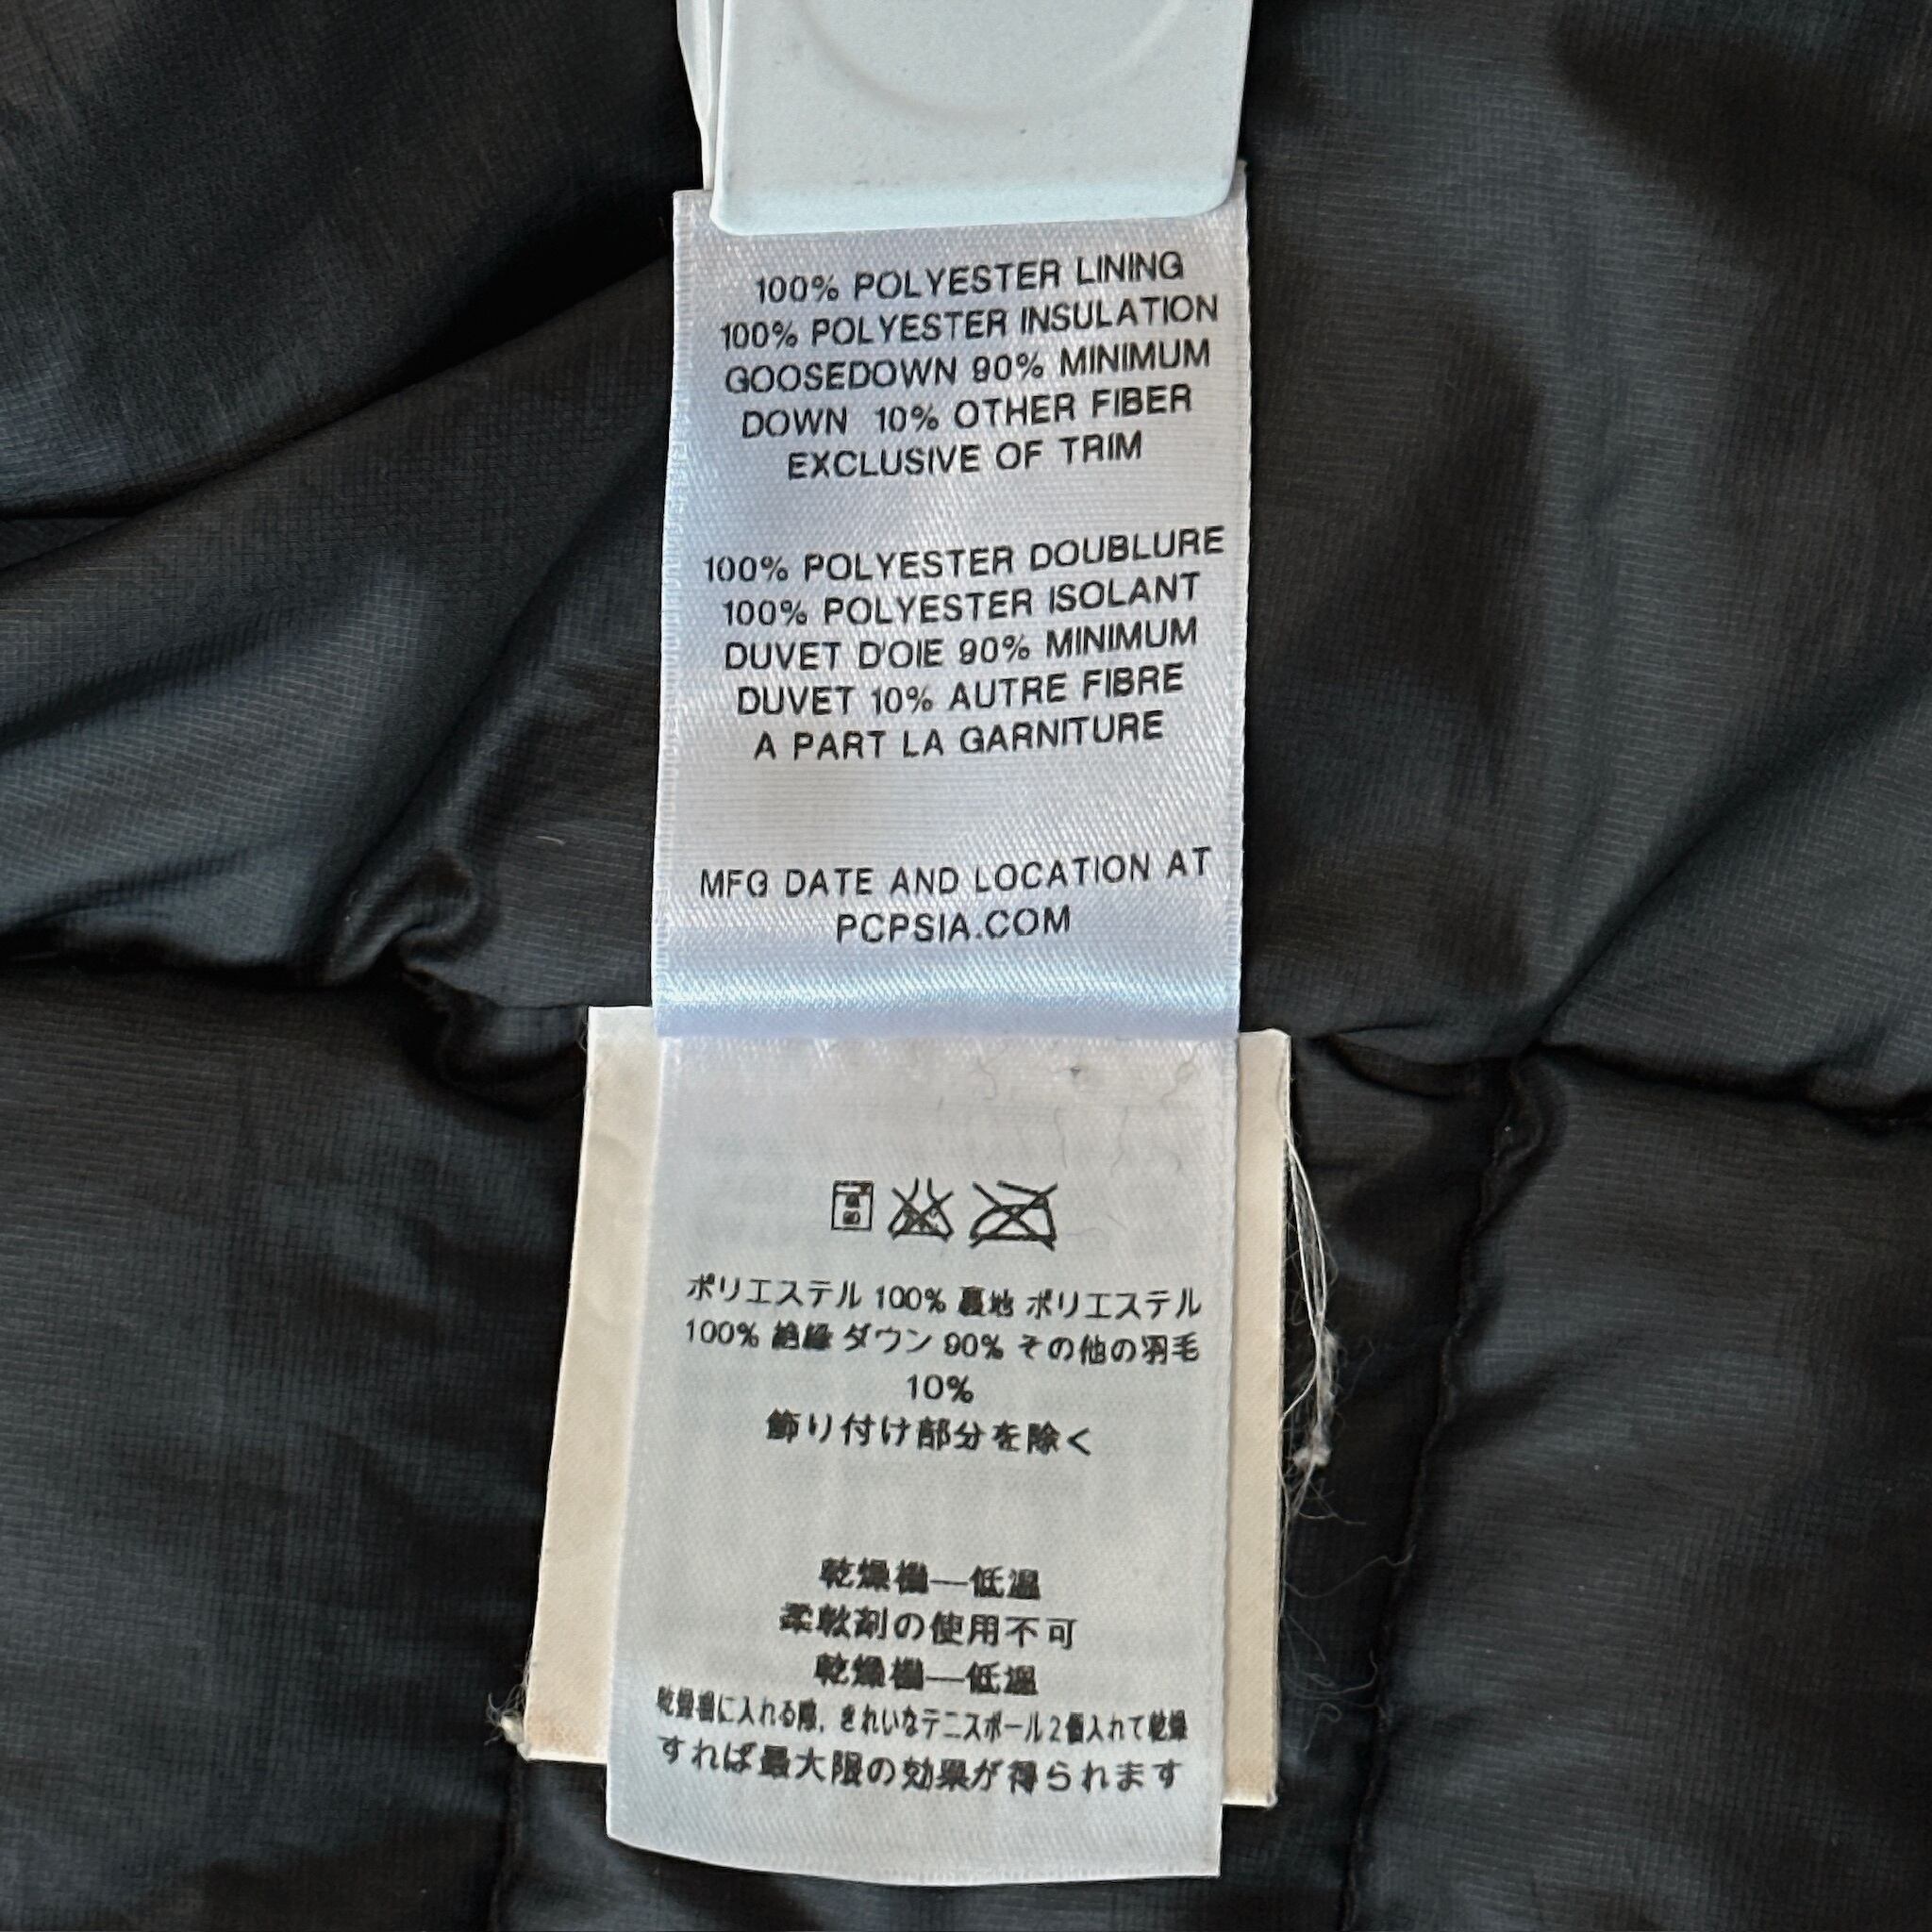 100% POLYESTER LINING
100% POLYESTER INSULATION
GOOSEDOWN 90% MINIMUM
DOWN 10% OTHER FIBER
EXCLUSIVE OF TRIM
100% POLYESTER DOUBLURE
100% POLYESTER ISOLANT
DUVET D'OIE 90% MINIMUM
DUVET 10% AUTRE FIBRE
A PART LA GARNITURE
MFG DATE AND LOCATION AT
PCPSIA.COM
ポリエステル 100% 裏地 ポリエステル
100% 絶縁 ダウン 90% その他の羽毛
10%
飾り付け部分を除く
乾燥機―低温
柔軟剤の使用不可
乾燥機―低温
乾燥機に入れる際, きれいなテニスボール2個入れて乾燥
すれば最大限の効果が得られます